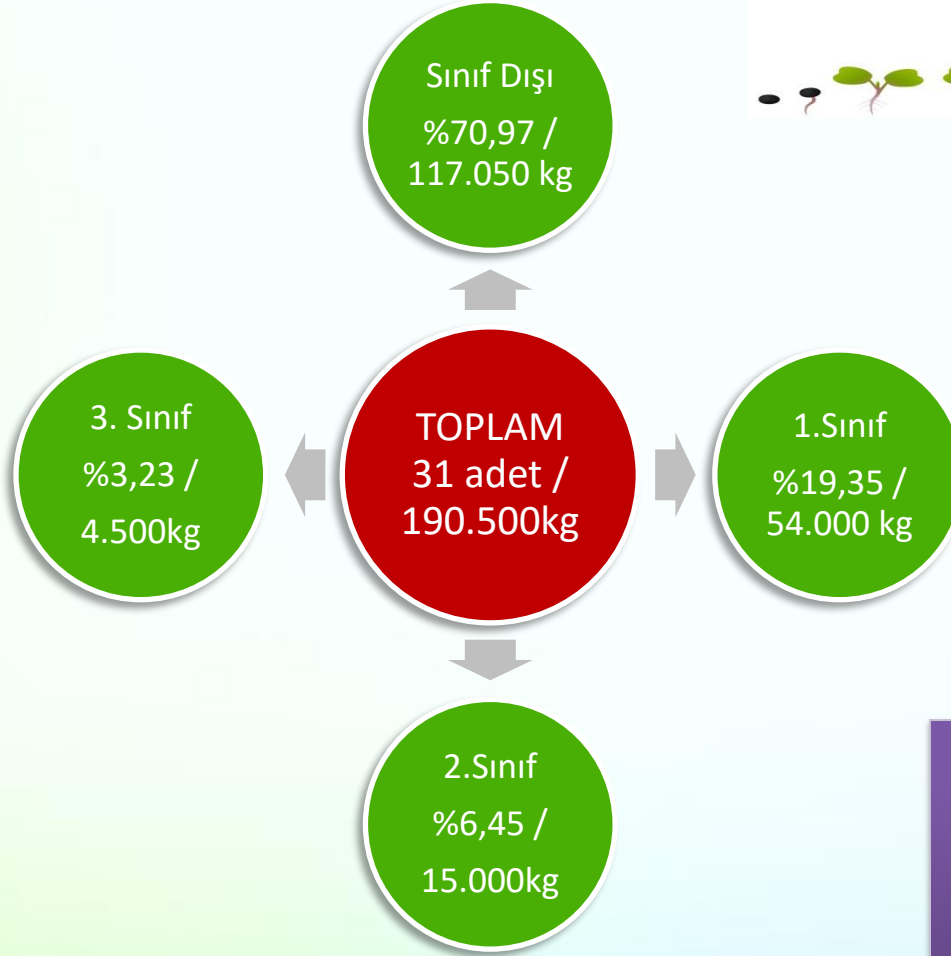 Sınıf Dışı
%70,97 /
117.050 kg
3. Sınıf
%3,23 /
4.500kg
TOPLAM
31 adet /
190.500kg
1.Sınıf
%19,35 /
54.000 kg
2.Sınıf
%6,45 /
15.000kg